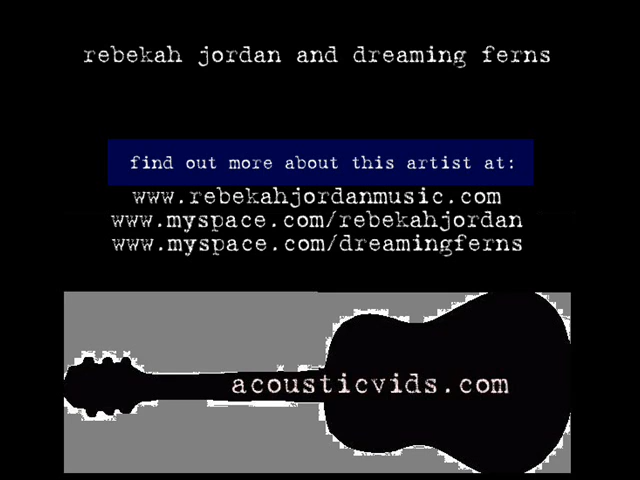 rebekah jordan and dreaming ferns
find out more about this artist at:
www.rebekahjordanmusic.com
www.myspace.com/rebekahjordan
www.myspace.com/dreamingferns
acousticvids.com